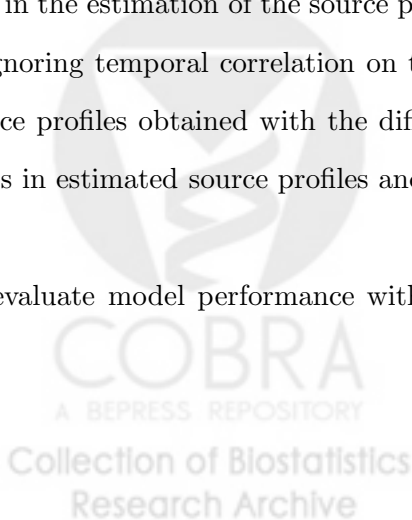 in the estimation of the source p
gnoring temporal correlation on t
ce profiles obtained with the dif
s in estimated source profiles and
evaluate model performance with
COBRA
A BEPRESS REPOSITORY
Collection of Biostatistics
Research Archive